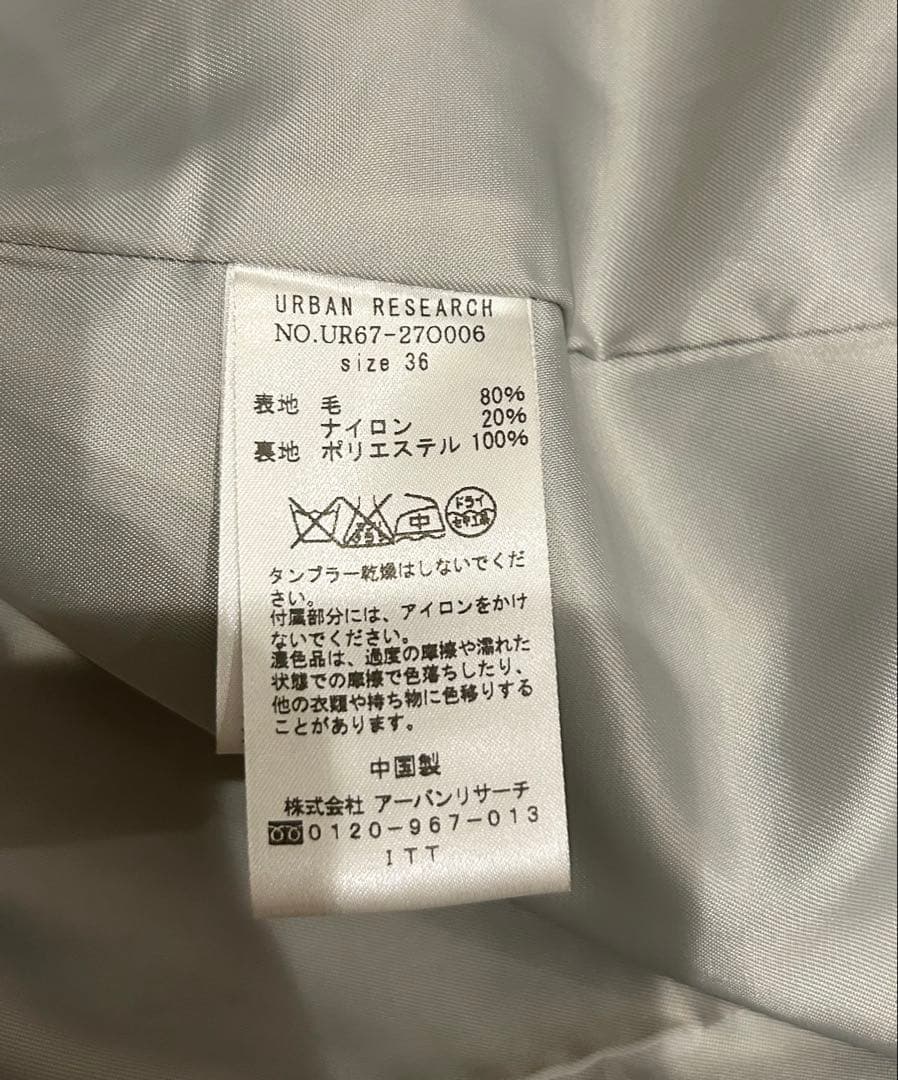 URBAN RESEARCH
NO.UR67-270006
size 36
表地 毛 80%
ナイロン 20%
裏地 ポリエステル 100%
中 ドライ
セキユ系
タンブラー乾燥はしないでくだ
さい。
付属部分には、アイロンをかけ
ないでください。
濃色品は、過度の摩擦や濡れた
状態での摩擦で色落ちしたり、
他の衣類や持ち物に色移りする
ことがあります。
中国製
株式会社 アーバンリサーチ
0120-967-013
ITT